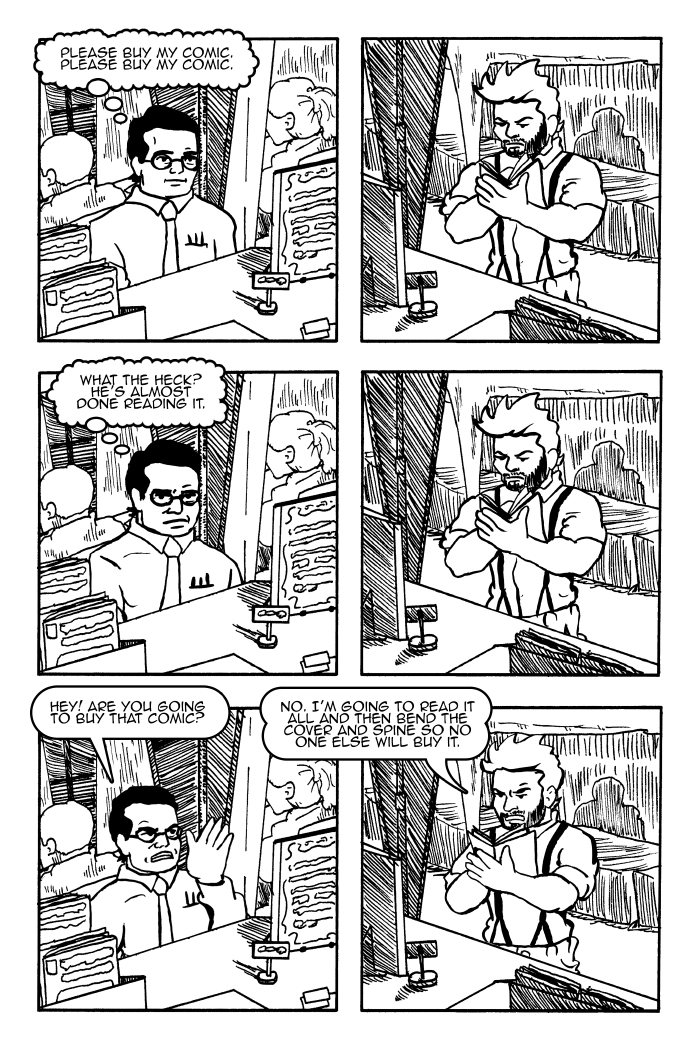 PLEASE BUY MY COMIC.
PLEASE BUY MY COMIC.
WHAT THE HECK?
HE'S ALMOST
DONE READING IT.
HEY! ARE YOU GOING
TO BUY THAT COMIC?
NO. I'M GOING TO READ IT
ALL AND THEN BEND THE
COVER AND SPINE SO NO
ONE ELSE WILL BUY IT.